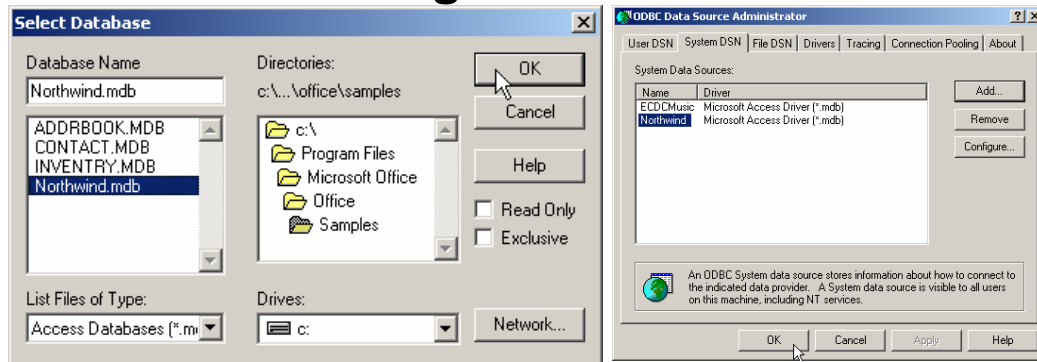 Select Database
Database Name
Northwind.mdb
ADDRBOOK.MDB
CONTACT.MDB
INVENTRY.MDB
Northwind.mdb
List Files of Type:
Access Databases (*.m
Directories:
c:\...\office\samples
c:\
Program Files
Microsoft Office
Office
Samples
Drives:
c:
OK
Cancel
Help
Read Only
Exclusive
Network...
ODBC Data Source Administrator
User DSN System DSN File DSN Drivers Tracing Connection Pooling About
System Data Sources:
Name Driver
ECDCMusic Microsoft Access Driver (*.mdb)
Northwind Microsoft Access Driver (*.mdb)
Add...
Remove
Configure...
An ODBC System data source stores information about how to connect to
the indicated data provider. A System data source is visible to all users
on this machine, including NT services.
OK Cancel Apply Help